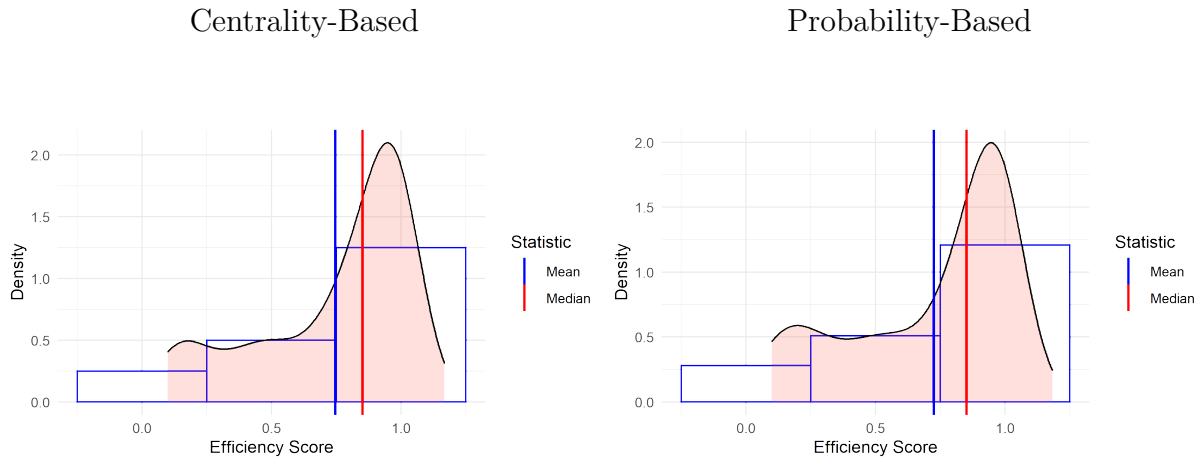 Centrality-Based
Density
2.0
1.5
1.0
0.5
0.0
0.0 0.5 1.0
Efficiency Score
Statistic
Mean
Median
Probability-Based
Density
2.0
1.5
1.0
0.5
0.0
0.0 0.5 1.0
Efficiency Score
Statistic
Mean
Median